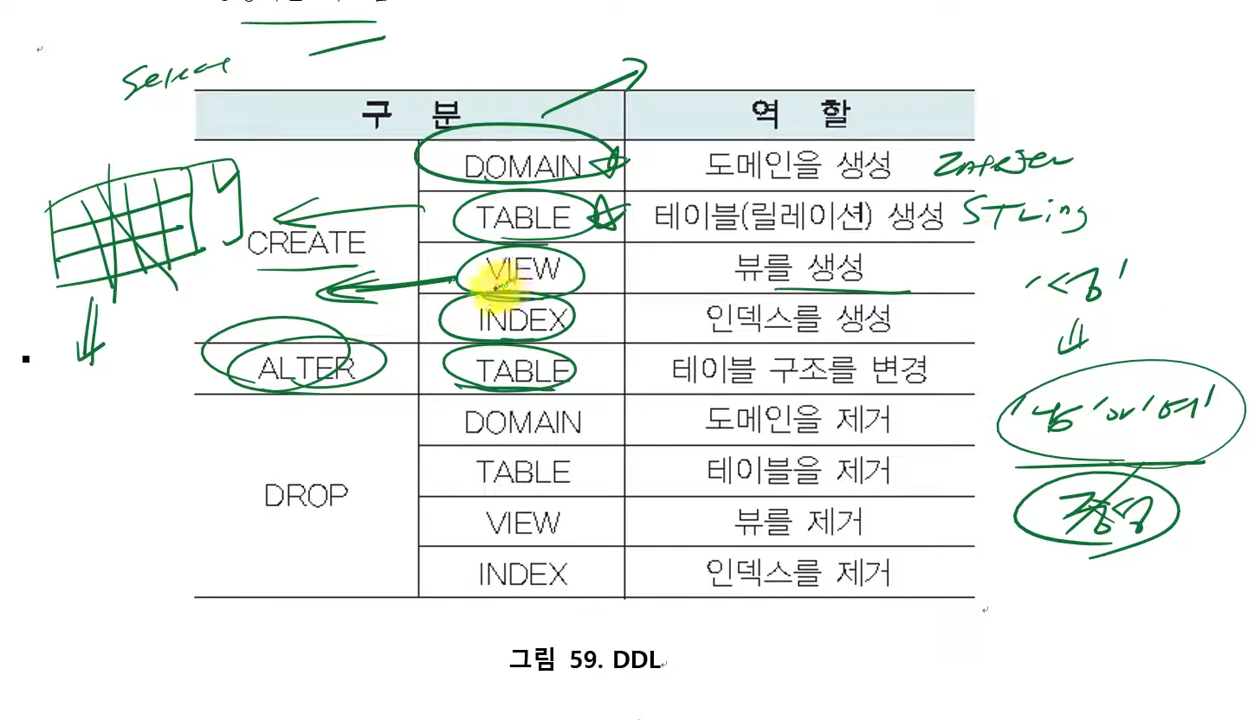 구 분 역 할
DOMAIN 도메인을 생성
TABLE 테이블(릴레이션) 생성 STLing
CREATE
VIEW 뷰를 생성
INDEX 인덱스를 생성
ALTER TABLE 테이블 구조를 변경
DOMAIN 도메인을 제거
TABLE 테이블을 제거
DROP
VIEW 뷰를 제거
INDEX 인덱스를 제거
그림 59. DDL